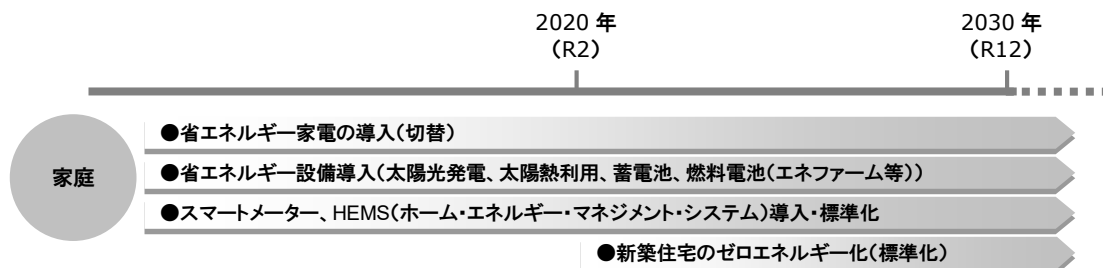 2020 年
(R2)
2030 年
(R12)
家庭
●省エネルギー家電の導入(切替)
●省エネルギー設備導入(太陽光発電、太陽熱利用、蓄電池、燃料電池(エネファーム等))
●スマートメーター、HEMS(ホーム・エネルギー・マネジメント・システム)導入・標準化
●新築住宅のゼロエネルギー化(標準化)